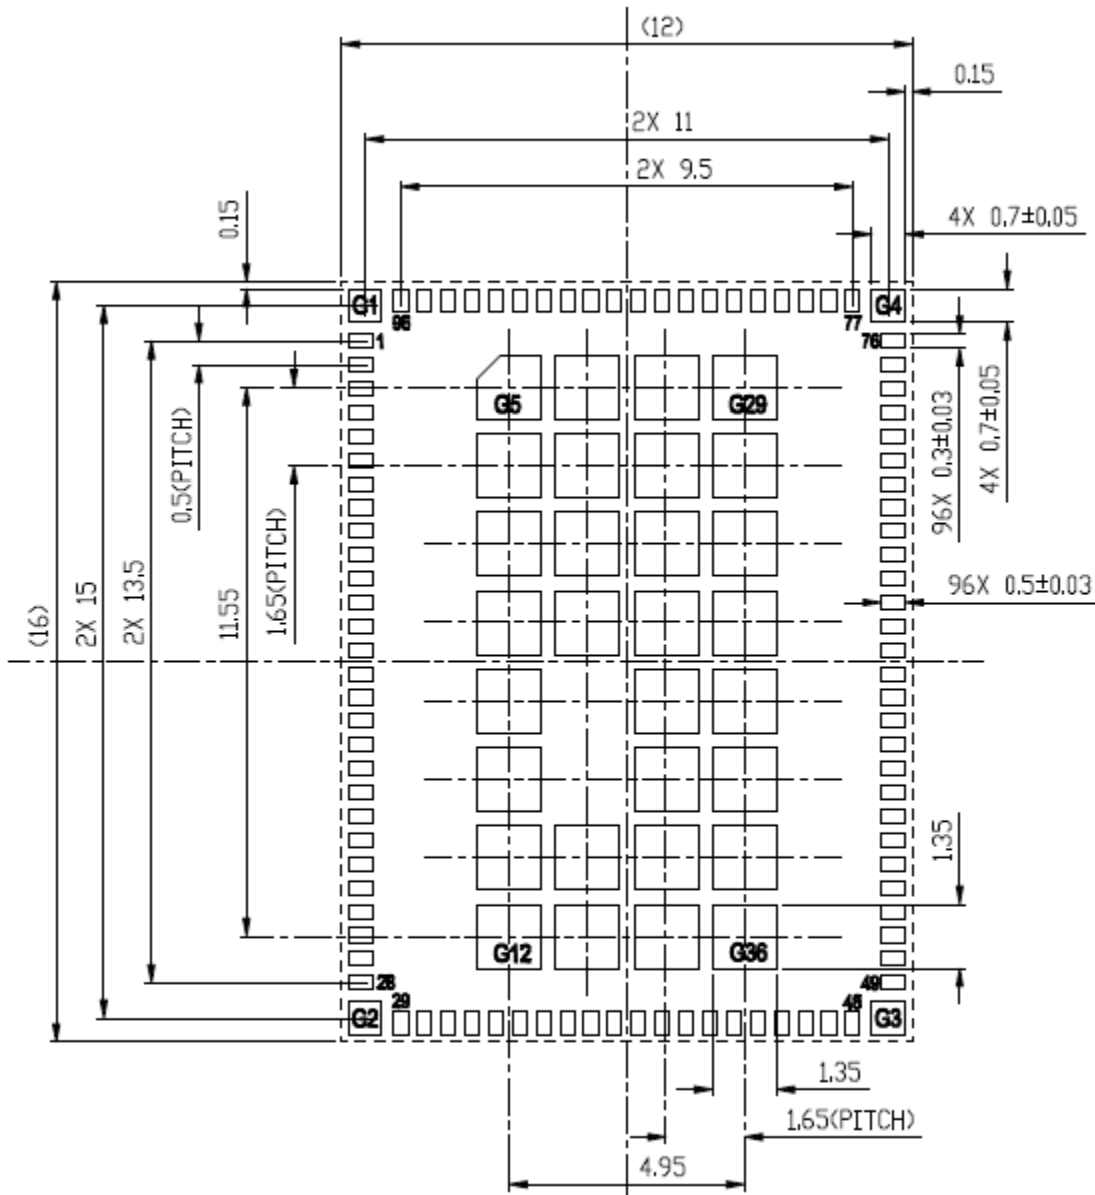 (12)
0.15
2X 11
2X 9.5
0.15
4X 0.7±0.05
G1
G4
95
77
1
76
G5
G29
0.5(PITCH)
96X 0.3±0.03
4X 0.7±0.05
1.65(PITCH)
(16)
2X 15
2X 13.5
11.55
96X 0.5±0.03
1.35
G12
G36
28
49
29
G2
G3
1.35
1.65(PITCH)
4.95